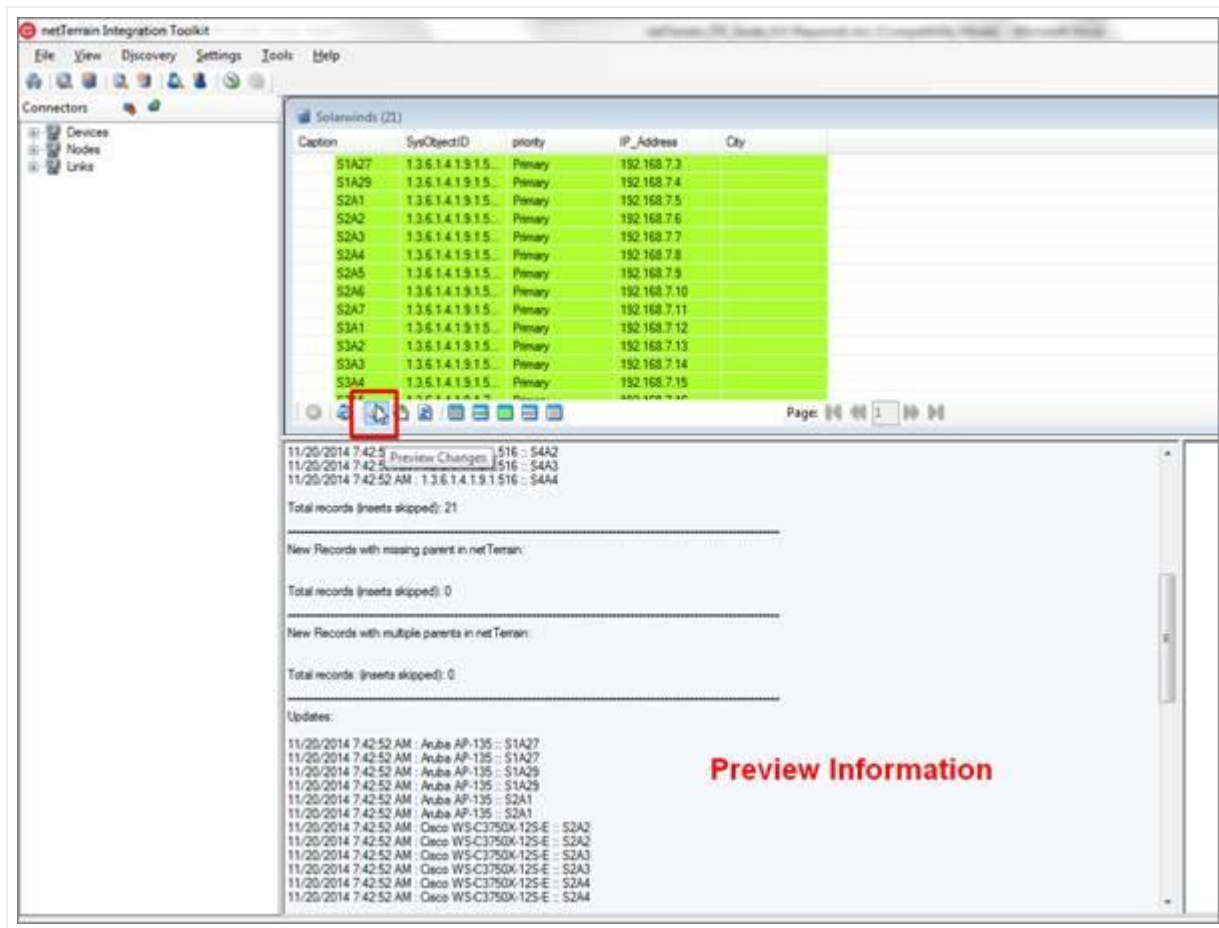 netTerrain Integration Toolkit
File View Discovery Settings Tools Help
Connectors
Devices
Nodes
Links
Solarwinds (21)
Caption SysObjectID priority IP_Address City
S1A27 1.3.6.1.4.1.9.1.5... Primary 192.168.7.3
S1A29 1.3.6.1.4.1.9.1.5... Primary 192.168.7.4
S2A1 1.3.6.1.4.1.9.1.5... Primary 192.168.7.5
S2A2 1.3.6.1.4.1.9.1.5... Primary 192.168.7.6
S2A3 1.3.6.1.4.1.9.1.5... Primary 192.168.7.7
S2A4 1.3.6.1.4.1.9.1.5... Primary 192.168.7.8
S2A5 1.3.6.1.4.1.9.1.5... Primary 192.168.7.9
S2A6 1.3.6.1.4.1.9.1.5... Primary 192.168.7.10
S2A7 1.3.6.1.4.1.9.1.5... Primary 192.168.7.11
S3A1 1.3.6.1.4.1.9.1.5... Primary 192.168.7.12
S3A2 1.3.6.1.4.1.9.1.5... Primary 192.168.7.13
S3A3 1.3.6.1.4.1.9.1.5... Primary 192.168.7.14
S3A4 1.3.6.1.4.1.9.1.5... Primary 192.168.7.15
Page: 1
Preview Changes
11/20/2014 7:42:5 516 :: S4A2
11/20/2014 7:42:5 516 :: S4A3
11/20/2014 7:42:52 AM : 1.3.6.1.4.1.9.1.516 :: S4A4
Total records (inserts skipped): 21
New Records with missing parent in netTerrain:
Total records (inserts skipped): 0
New Records with multiple parents in netTerrain:
Total records: (inserts skipped): 0
Updates:
11/20/2014 7:42:52 AM : Aruba AP-135 :: S1A27
11/20/2014 7:42:52 AM : Aruba AP-135 :: S1A27
11/20/2014 7:42:52 AM : Aruba AP-135 :: S1A29
11/20/2014 7:42:52 AM : Aruba AP-135 :: S1A29
11/20/2014 7:42:52 AM : Aruba AP-135 :: S2A1
11/20/2014 7:42:52 AM : Aruba AP-135 :: S2A1
11/20/2014 7:42:52 AM : Cisco WS-C3750X-12S-E :: S2A2
11/20/2014 7:42:52 AM : Cisco WS-C3750X-12S-E :: S2A2
11/20/2014 7:42:52 AM : Cisco WS-C3750X-12S-E :: S2A3
11/20/2014 7:42:52 AM : Cisco WS-C3750X-12S-E :: S2A3
11/20/2014 7:42:52 AM : Cisco WS-C3750X-12S-E :: S2A4
11/20/2014 7:42:52 AM : Cisco WS-C3750X-12S-E :: S2A4
Preview Information